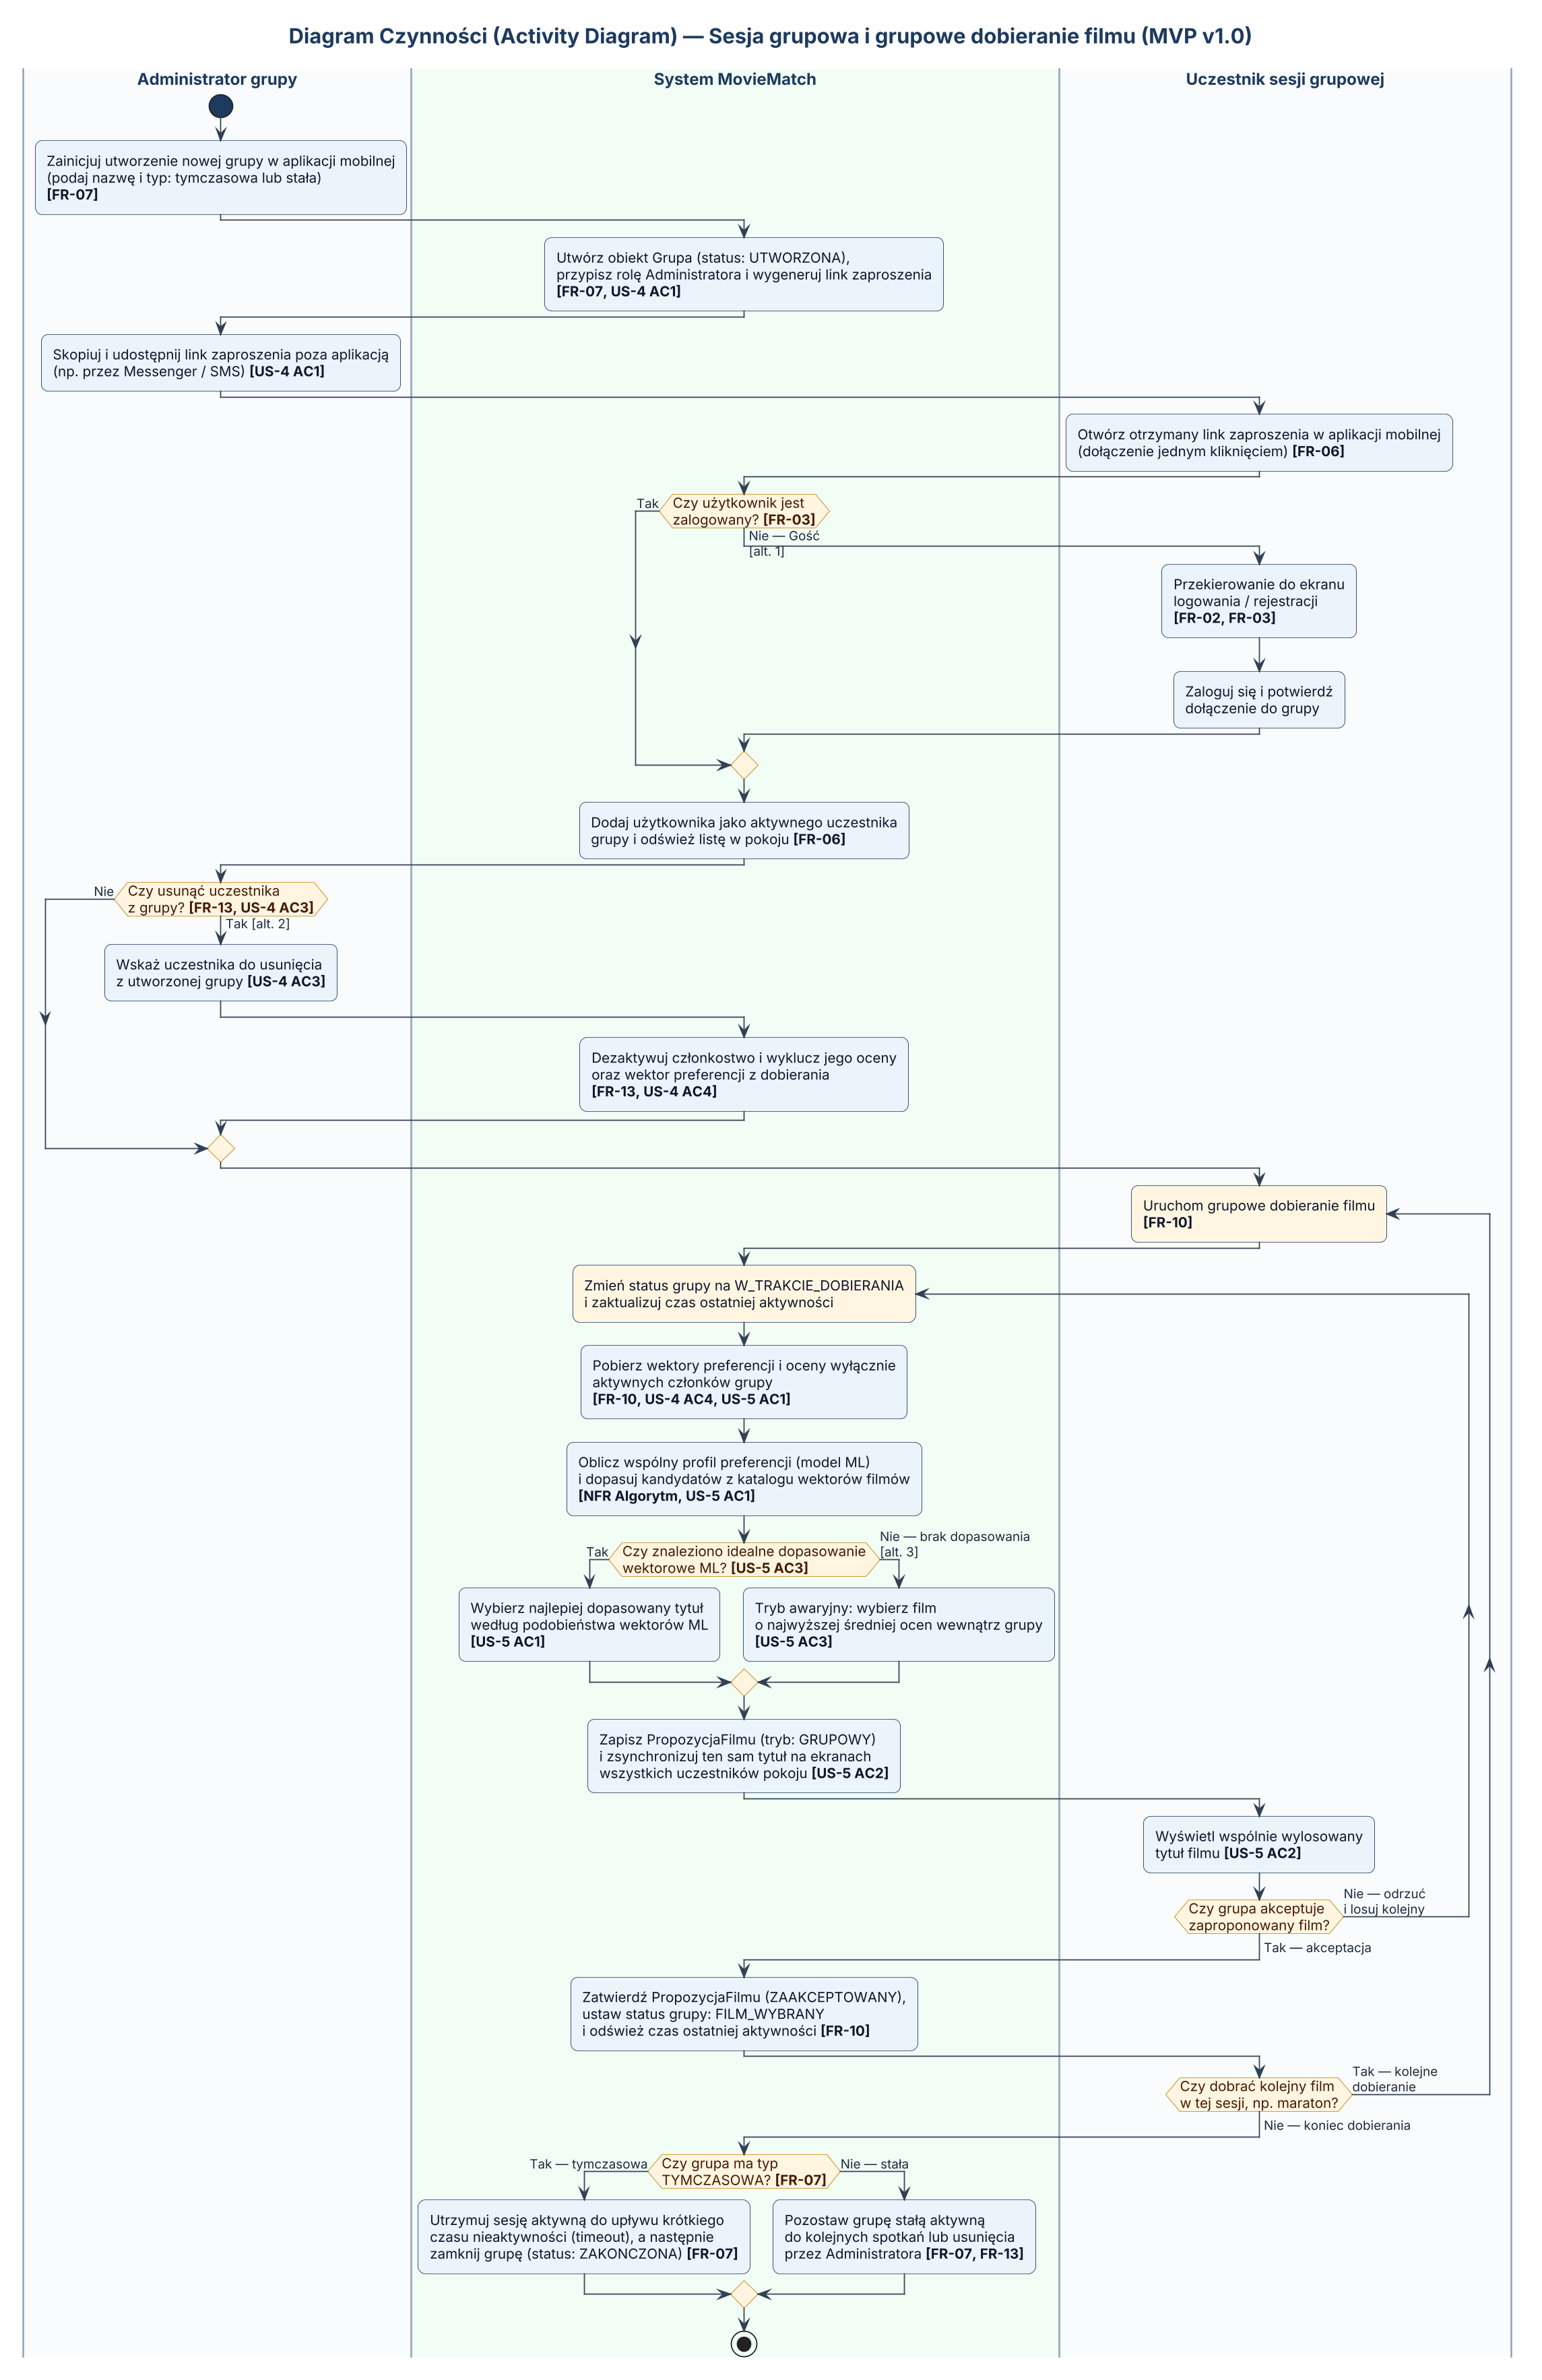 Diagram Czynności (Activity Diagram) — Sesja grupowa i grupowe dobieranie filmu (MVP v1.0)
Administrator grupy
System MovieMatch
Uczestnik sesji grupowej
Zainicjuj utworzenie nowej grupy w aplikacji mobilnej
(podaj nazwę i typ: tymczasowa lub stała)
[FR-07]
Utwórz obiekt Grupa (status: UTWORZONA),
przypisz rolę Administratora i wygeneruj link zaproszenia
[FR-07, US-4 AC1]
Skopiuj i udostępnij link zaproszenia poza aplikacją
(np. przez Messenger / SMS) [US-4 AC1]
Otwórz otrzymany link zaproszenia w aplikacji mobilnej
(dołączenie jednym kliknięciem) [FR-06]
Tak
Czy użytkownik jest
zalogowany? [FR-03]
Nie — Gość
[alt. 1]
Przekierowanie do ekranu
logowania / rejestracji
[FR-02, FR-03]
Zaloguj się i potwierdź
dołączenie do grupy
Dodaj użytkownika jako aktywnego uczestnika
grupy i odśwież listę w pokoju [FR-06]
Nie
Czy usunąć uczestnika
z grupy? [FR-13, US-4 AC3]
Tak [alt. 2]
Wskaż uczestnika do usunięcia
z utworzonej grupy [US-4 AC3]
Dezaktywuj członkostwo i wyklucz jego oceny
oraz wektor preferencji z dobierania
[FR-13, US-4 AC4]
Uruchom grupowe dobieranie filmu
[FR-10]
Zmień status grupy na W_TRAKCIE_DOBIERANIA
i zaktualizuj czas ostatniej aktywności
Pobierz wektory preferencji i oceny wyłącznie
aktywnych członków grupy
[FR-10, US-4 AC4, US-5 AC1]
Oblicz wspólny profil preferencji (model ML)
i dopasuj kandydatów z katalogu wektorów filmów
[NFR Algorytm, US-5 AC1]
Tak
Czy znaleziono idealne dopasowanie
wektorowe ML? [US-5 AC3]
Nie — brak dopasowania
[alt. 3]
Wybierz najlepiej dopasowany tytuł
według podobieństwa wektorów ML
[US-5 AC1]
Tryb awaryjny: wybierz film
o najwyższej średniej ocen wewnątrz grupy
[US-5 AC3]
Zapisz PropozycjaFilmu (tryb: GRUPOWY)
i zsynchronizuj ten sam tytuł na ekranach
wszystkich uczestników pokoju [US-5 AC2]
Wyświetl wspólnie wylosowany
tytuł filmu [US-5 AC2]
Czy grupa akceptuje
zaproponowany film?
Nie — odrzuć
i losuj kolejny
Tak — akceptacja
Zatwierdź PropozycjaFilmu (ZAAKCEPTOWANY),
ustaw status grupy: FILM_WYBRANY
i odśwież czas ostatniej aktywności [FR-10]
Czy dobrać kolejny film
w tej sesji, np. maraton?
Tak — kolejne
dobieranie
Nie — koniec dobierania
Tak — tymczasowa
Czy grupa ma typ
TYMCZASOWA? [FR-07]
Nie — stała
Utrzymuj sesję aktywną do upływu krótkiego
czasu nieaktywności (timeout), a następnie
zamknij grupę (status: ZAKONCZONA) [FR-07]
Pozostaw grupę stałą aktywną
do kolejnych spotkań lub usunięcia
przez Administratora [FR-07, FR-13]